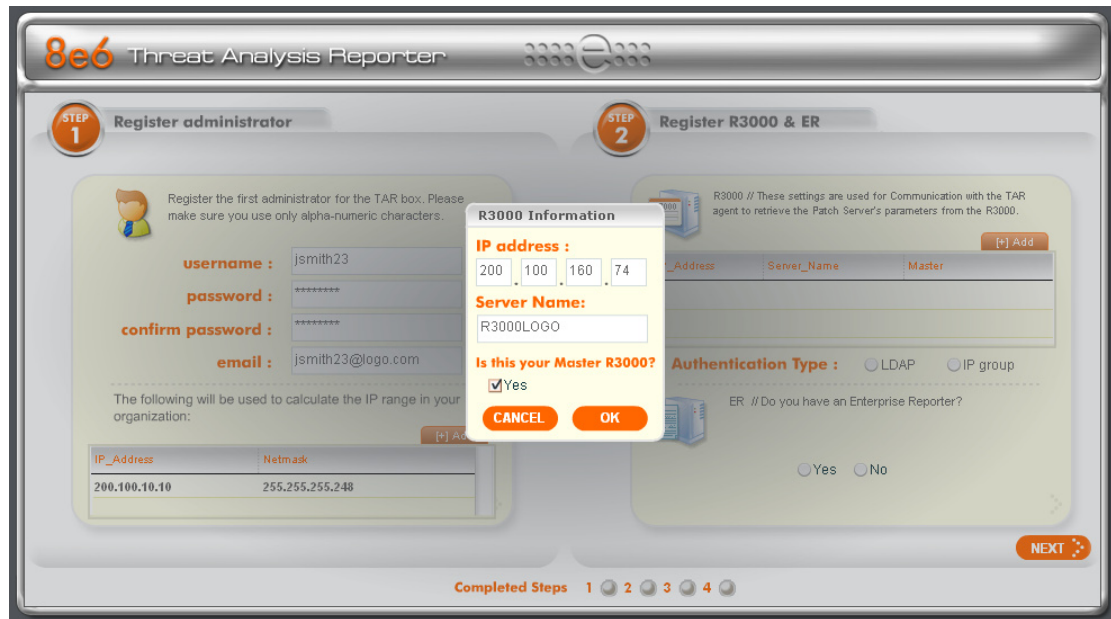 8e6 Threat Analysis Reporter
STEP 1
Register administrator
Register the first administrator for the TAR box. Please
make sure you use only alpha-numeric characters.
username : jsmith23
password : ********
confirm password : ********
email : jsmith23@logo.com
The following will be used to calculate the IP range in your
organization:
[+] Ad
IP_Address Netmask
200.100.10.10 255.255.255.248
R3000 Information
IP address :
200 . 100 . 160 . 74
Server Name:
R3000LOGO
Is this your Master R3000?
Yes
CANCEL OK
STEP 2
Register R3000 & ER
R3000 // These settings are used for Communication with the TAR
agent to retrieve the Patch Server's parameters from the R3000.
[+] Add
_Address Server_Name Master
Authentication Type : LDAP IP group
ER // Do you have an Enterprise Reporter?
Yes No
NEXT
Completed Steps 1 2 3 4